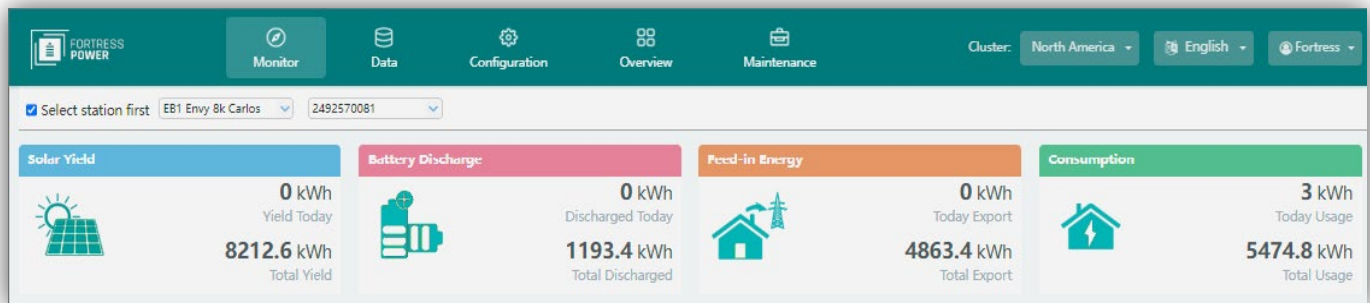 FORTRESS
POWER
Monitor
Data
Configuration
Overview
Maintenance
Cluster:
North America
English
Fortress
Select station first
EB1 Envy 8k Carlos
2492570081
Solar Yield
0 kWh
Yield Today
8212.6 kWh
Total Yield
Battery Discharge
0 kWh
Discharged Today
1193.4 kWh
Total Discharged
Feed-in Energy
0 kWh
Today Export
4863.4 kWh
Total Export
Consumption
3 kWh
Today Usage
5474.8 kWh
Total Usage